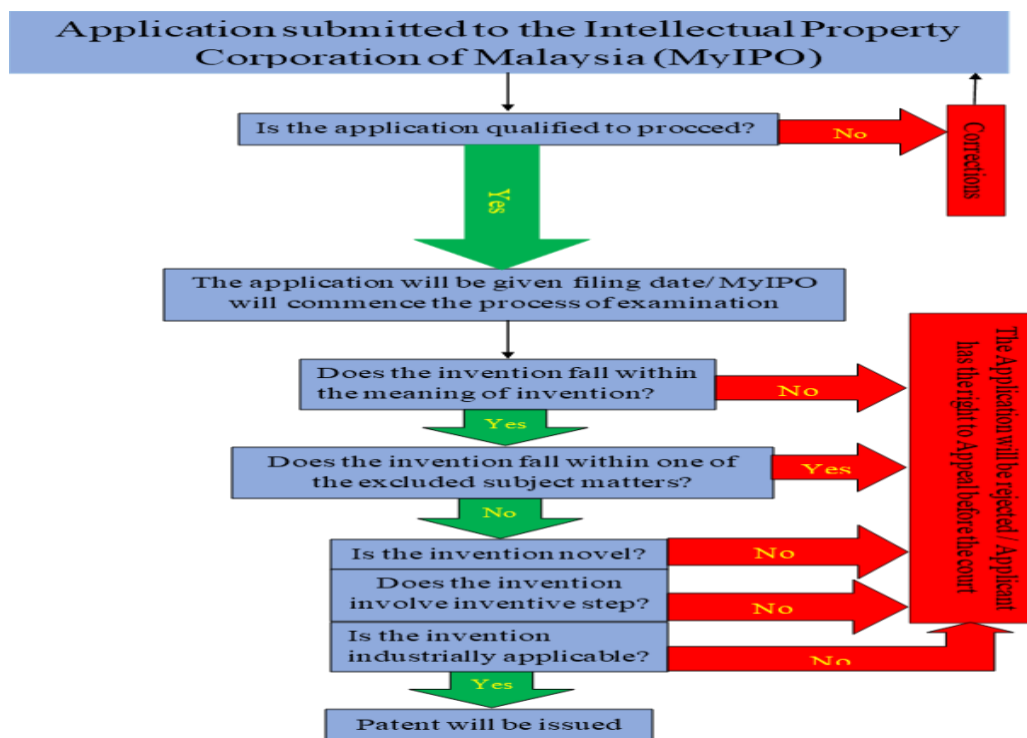 Application submitted to the Intellectual Property
Corporation of Malaysia (MyIPO)
Is the application qualified to procced?
No
Corrections
Yes
The application will be given filing date/ MyIPO
will commence the process of examination
Does the invention fall within
the meaning of invention?
No
Yes
Does the invention fall within one of
the excluded subject matters?
Yes
No
Is the invention novel?
No
Does the invention
involve inventive step?
No
Is the invention
industrially applicable?
No
Yes
Patent will be issued
The Application will be rejected / Applicant
has the right to Appeal before the court